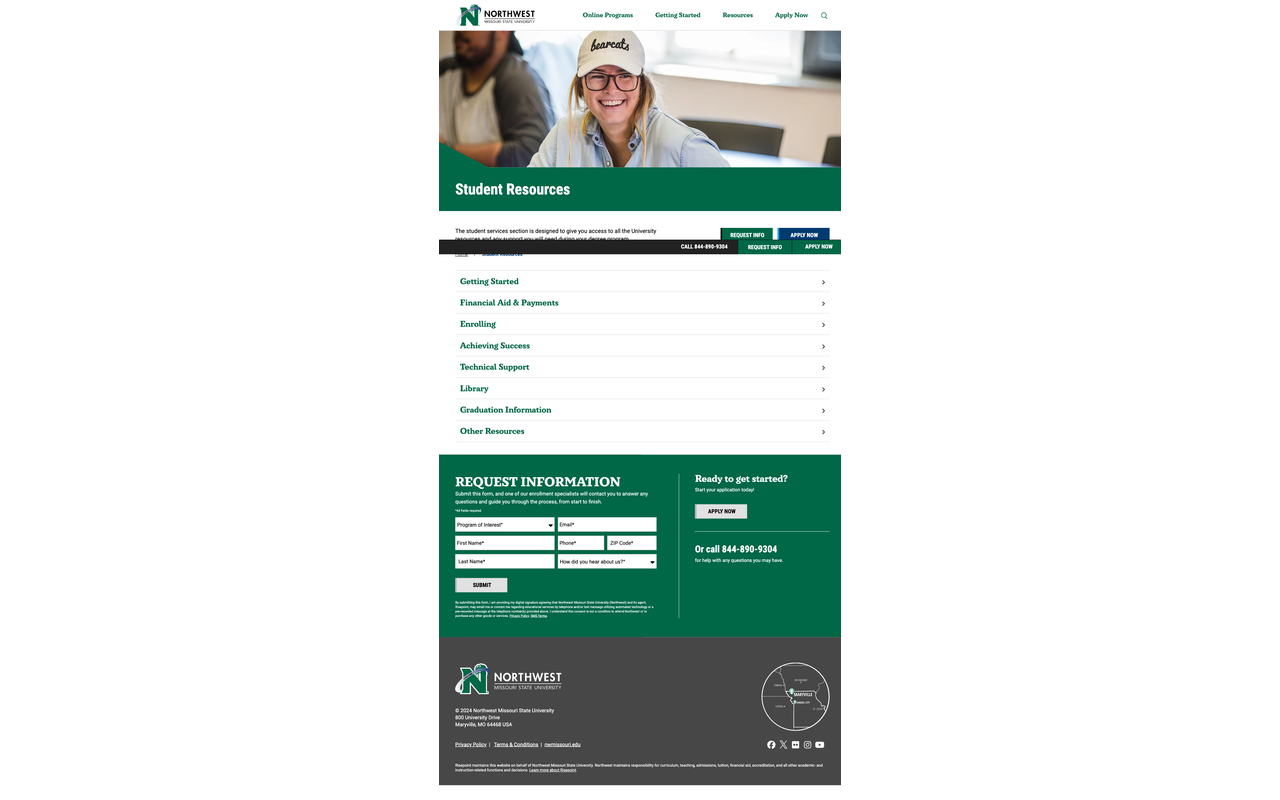 NORTHWEST
MISSOURI STATE UNIVERSITY
Online Programs
Getting Started
Resources
Apply Now
bearcats
Student Resources
The student services section is designed to give you access to all the University
resources and any support you will need during your degree program.
REQUEST INFO
APPLY NOW
CALL 844-890-9304
REQUEST INFO
APPLY NOW
Home
Student Resources
Getting Started
Financial Aid & Payments
Enrolling
Achieving Success
Technical Support
Library
Graduation Information
Other Resources
REQUEST INFORMATION
Submit this form, and one of our enrollment specialists will contact you to answer any
questions and guide you through the process, from start to finish.
*All fields required
Program of Interest*
Email*
First Name*
Phone*
ZIP Code*
Last Name*
How did you hear about us?*
SUBMIT
By submitting this form, I am providing my digital signature agreeing that Northwest Missouri State University (Northwest) and its agent,
Risepoint, may email me or contact me regarding educational services by telephone and/or text message utilizing automated technology or a
pre-recorded message at the telephone number(s) provided above. I understand this consent is not a condition to attend Northwest or to
purchase any other goods or services. Privacy Policy. SMS Terms.
Ready to get started?
Start your application today!
APPLY NOW
Or call 844-890-9304
for help with any questions you may have.
NORTHWEST
MISSOURI STATE UNIVERSITY
© 2024 Northwest Missouri State University
800 University Drive
Maryville, MO 64468 USA
Privacy Policy | Terms & Conditions | nwmissouri.edu
MARYVILLE
KANSAS CITY
Risepoint maintains this website on behalf of Northwest Missouri State University. Northwest maintains responsibility for curriculum, teaching, admissions, tuition, financial aid, accreditation, and all other academic- and
instruction-related functions and decisions. Learn more about Risepoint.